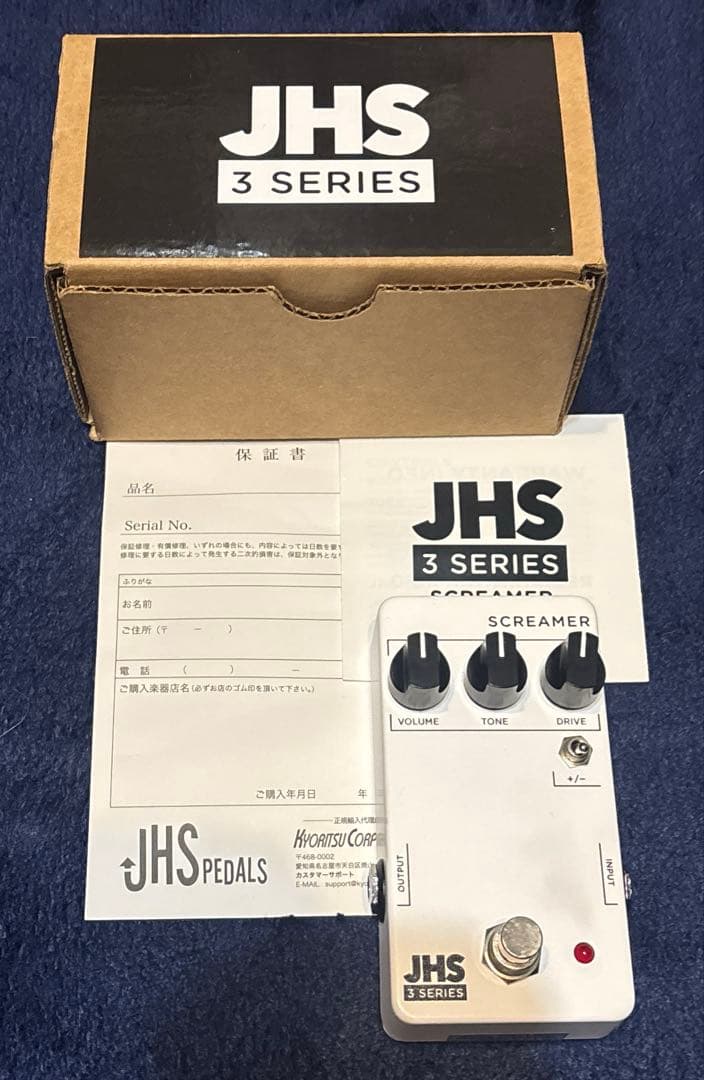 JHS
3 SERIES
保証書
品名
Serial No.
保証修理・有償修理、いずれの場合にも、内容によっては日数を要
修理に要する日数によって発生する二次的損害は、保証対象外とな
ふりがな
お名前
ご住所（〒　－　）
電話　（　）　－
ご購入楽器店名（必ずお店のゴム印を頂いて下さい。）
ご購入年月日　年
正規輸入代理
JHS PEDALS
KYORITSU CORP
〒468-0002
愛知県名古屋市天白区
カスタマーサポート
E-MAIL. support@kyo
JHS
3 SERIES
SCREAMER
SCREAMER
VOLUME TONE DRIVE
+/−
OUTPUT
INPUT
JHS
3 SERIES